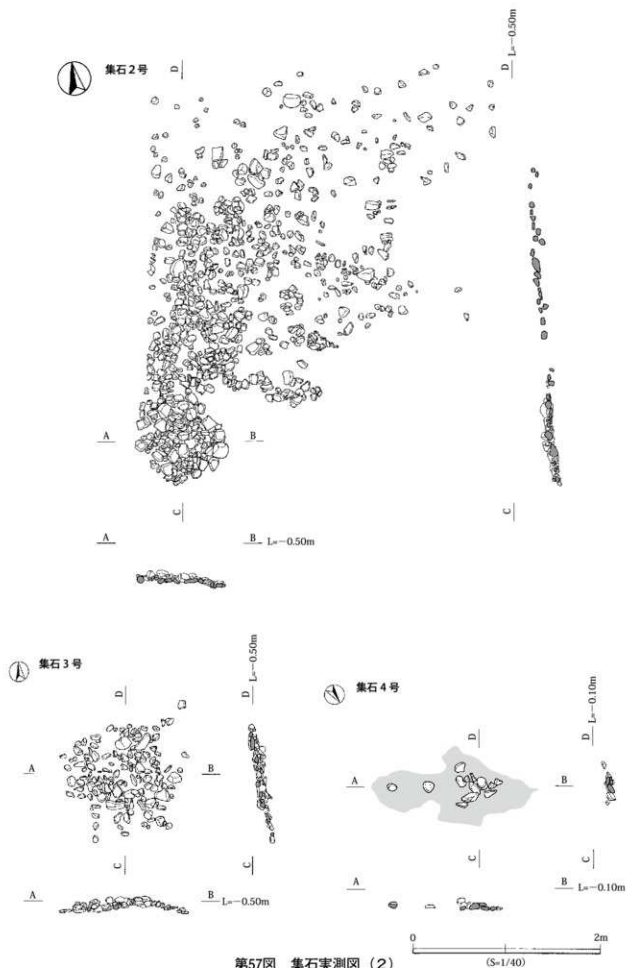 集石2号
D
D L=-0.50m
A
B
C
C
A
B L=-0.50m
集石3号
D
D L=-0.50m
A
B
C
C
A
B L=-0.50m
集石4号
D
D L=-0.10m
A
B
C
C
A
B L=-0.10m
0
2m
(S=1/40)
第57図 集石実測図(2)